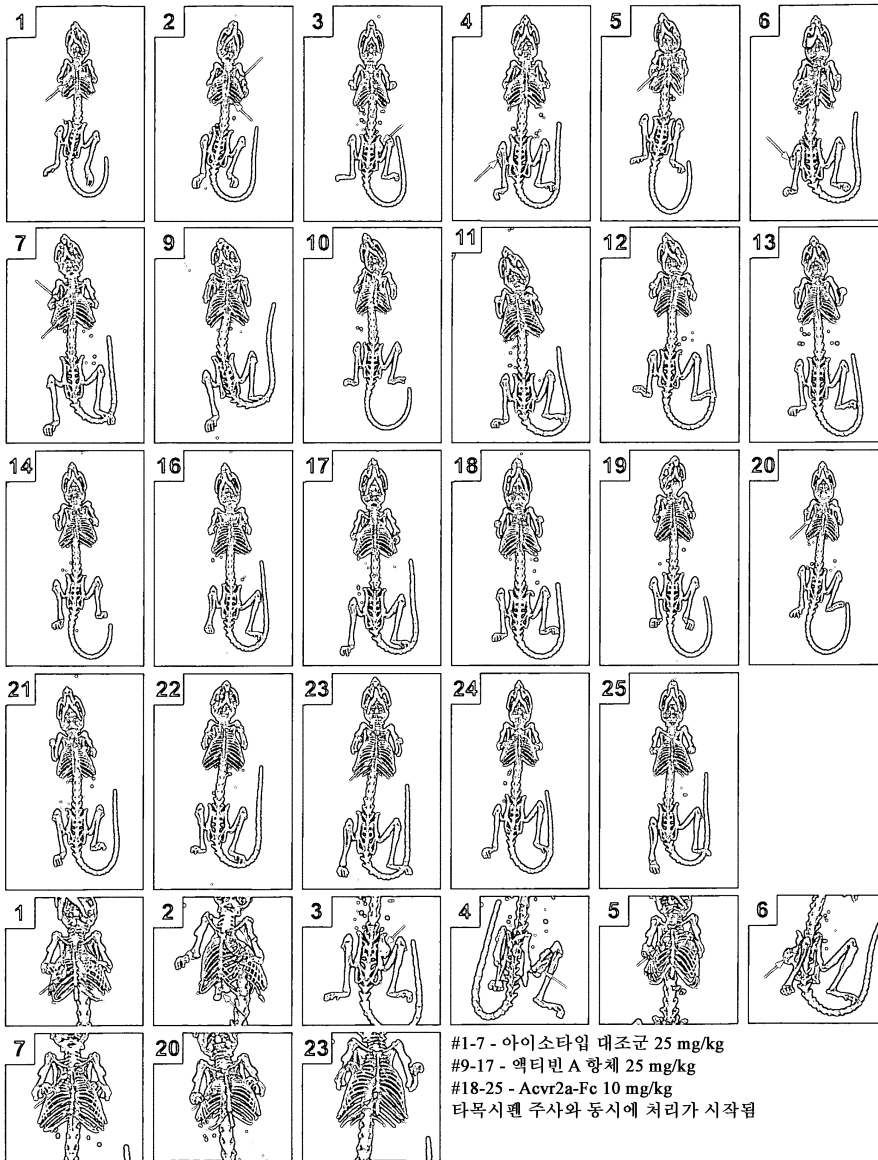 1 2 3 4 5 6
7 9 10 11 12 13
14 16 17 18 19 20
21 22 23 24 25
1 2 3 4 5 6
7 20 23
#1-7 - 아이소타입 대조군 25 mg/kg
#9-17 - 액티빈 A 항체 25 mg/kg
#18-25 - Acvr2a-Fc 10 mg/kg
타목시펜 주사와 동시에 처리가 시작됨